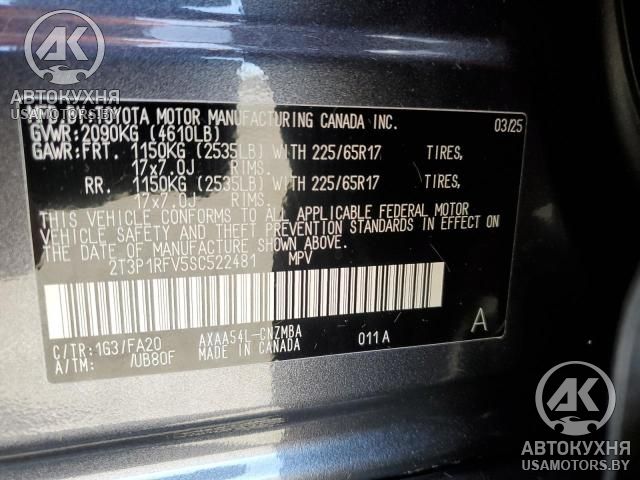 АК
АВТОКУХНЯ
USAMOTORS.BY
MFD BY: TOYOTA MOTOR MANUFACTURING CANADA INC.
GVWR:2090KG (4610LB) 03/25
GAWR:FRT. 1150KG (2535LB) WITH 225/65R17 TIRES,
17x7.0J RIMS.
RR. 1150KG (2535LB) WITH 225/65R17 TIRES,
17x7.0J RIMS.
THIS VEHICLE CONFORMS TO ALL APPLICABLE FEDERAL MOTOR
VEHICLE SAFETY AND THEFT PREVENTION STANDARDS IN EFFECT ON
THE DATE OF MANUFACTURE SHOWN ABOVE.
2T3P1RFV5SC522481 MPV
A
C/TR:1G3/FA20 AXAA54L-CNZMBA 011A
A/TM: /UB80F MADE IN CANADA
АК
АВТОКУХНЯ
USAMOTORS.BY